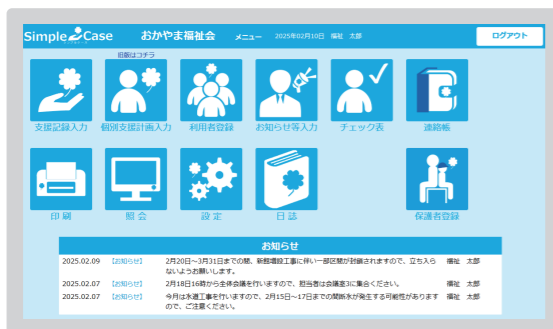 Simple Case おかやま福祉会 メニュー 2025年02月10日 福祉 太郎 ログアウト
旧版はコチラ
支援記録入力 個別支援計画入力 利用者登録 お知らせ等入力 チェック表 連絡帳
印刷 照会 設定 日誌 保護者登録
お知らせ
2025.02.09 【お知らせ】 2月20日～3月31日までの間、新館増設工事に伴い一部区間が封鎖されますので、立ち入ら 福祉 太郎
ないようお願いします。
2025.02.07 【お知らせ】 2月18日16時から主体会議を行いますので、担当者は会議室3に集合ください。 福祉 太郎
2025.02.07 【お知らせ】 今月は水道工事を行いますので、2月15日～17日までの間断水が発生する可能性があります 福祉 太郎
ので、ご注意ください。